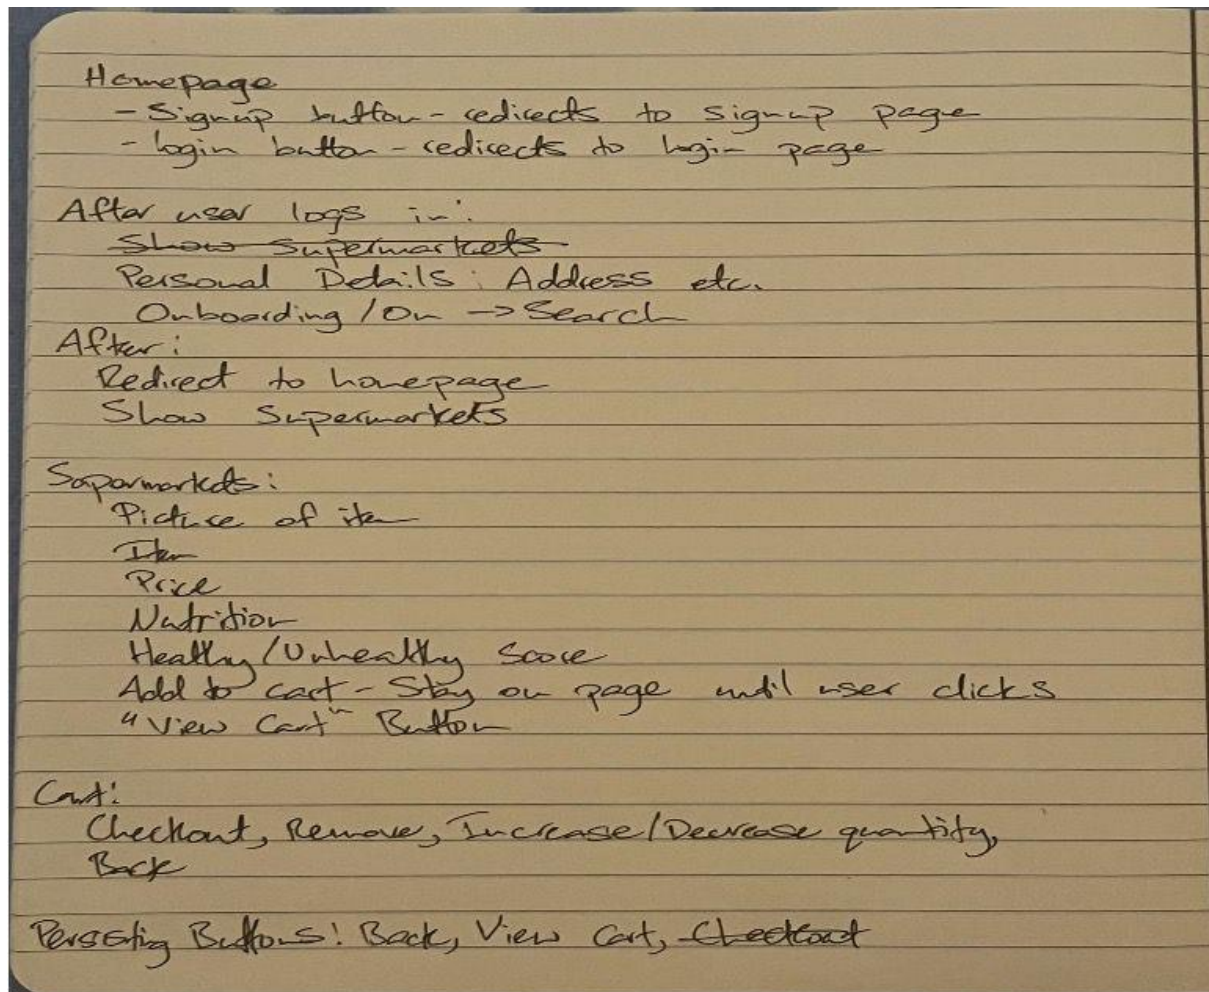 Homepage
- Signup button - redirects to signup page
- login button - redirects to login page
After user logs in:
Show Supermarkets
Personal Details: Address etc.
Onboarding / On -> Search
After:
Redirect to homepage
Show Supermarkets
Supermarkets:
Picture of item
Item
Price
Nutrition
Healthy/Unhealthy Score
Add to cart - Stay on page until user clicks
"View Cart" Button
Cart:
Checkout, Remove, Increase/Decrease quantity,
Back
Persisting Buttons: Back, View Cart, Checkout